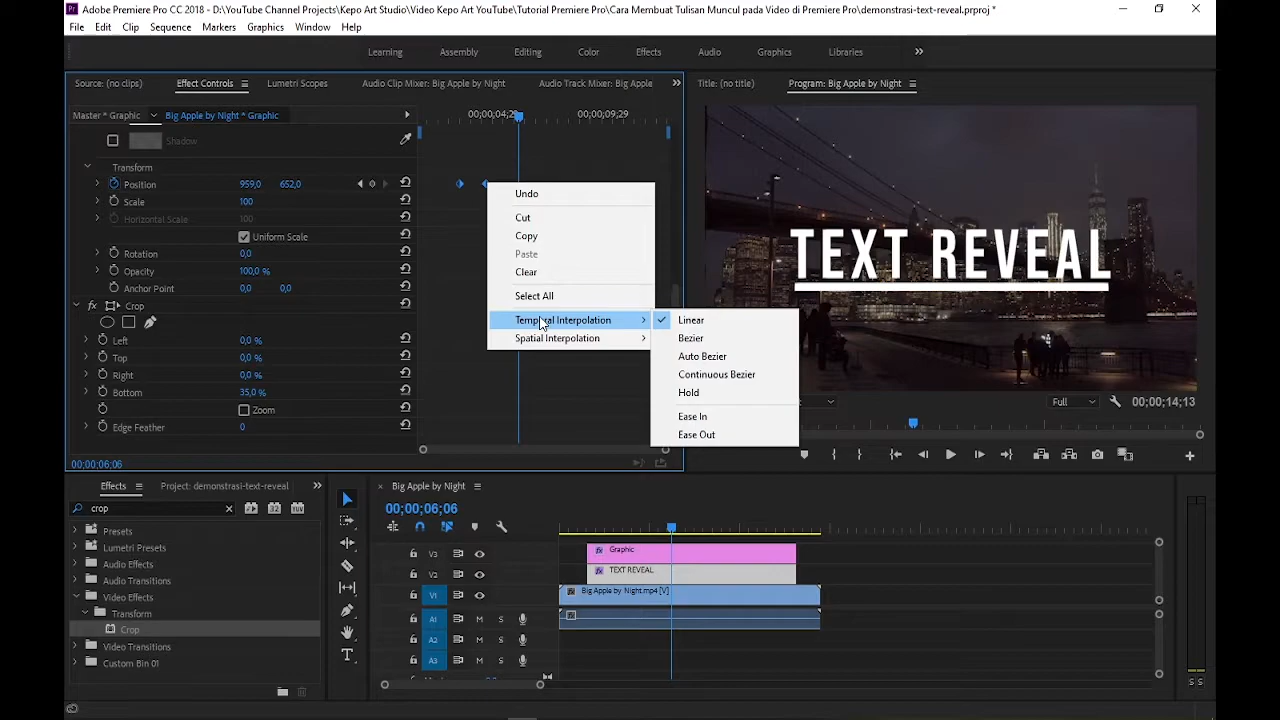 Adobe Premiere Pro CC 2018 - D:\YouTube Channel Projects\Kepo Art Studio\Video Kepo Art YouTube\Tutorial Premiere Pro\Cara Membuat Tulisan Muncul pada Video di Premiere Pro\demonstrasi-text-reveal.prproj *
File Edit Clip Sequence Markers Graphics Window Help
Learning Assembly Editing Color Effects Audio Graphics Libraries
Source: (no clips) Effect Controls Lumetri Scopes Audio Clip Mixer: Big Apple by Night Audio Track Mixer: Big Apple
Master * Graphic Big Apple by Night * Graphic
00;00;04;29 00;00;09;29
Shadow
Transform
Position 959,0 652,0
Scale 100
Horizontal Scale 100
Uniform Scale
Rotation 0,0
Opacity 100,0 %
Anchor Point 0,0 0,0
fx Crop
Left 0,0 %
Top 0,0 %
Right 0,0 %
Bottom 35,0 %
Zoom
Edge Feather 0
00;00;06;06
Undo
Cut
Copy
Paste
Clear
Select All
Temporal Interpolation
Spatial Interpolation
Linear
Bezier
Auto Bezier
Continuous Bezier
Hold
Ease In
Ease Out
Title: (no title) Program: Big Apple by Night
TEXT REVEAL
Full 00;00;14;13
Effects Project: demonstrasi-text-reveal
crop
Presets
Lumetri Presets
Audio Effects
Audio Transitions
Video Effects
Transform
Crop
Video Transitions
Custom Bin 01
× Big Apple by Night
00;00;06;06
V3 fx Graphic
V2 fx TEXT REVEAL
V1 fx Big Apple by Night.mp4 [V]
A1 M S fx
A2 M S
A3 M S
S S